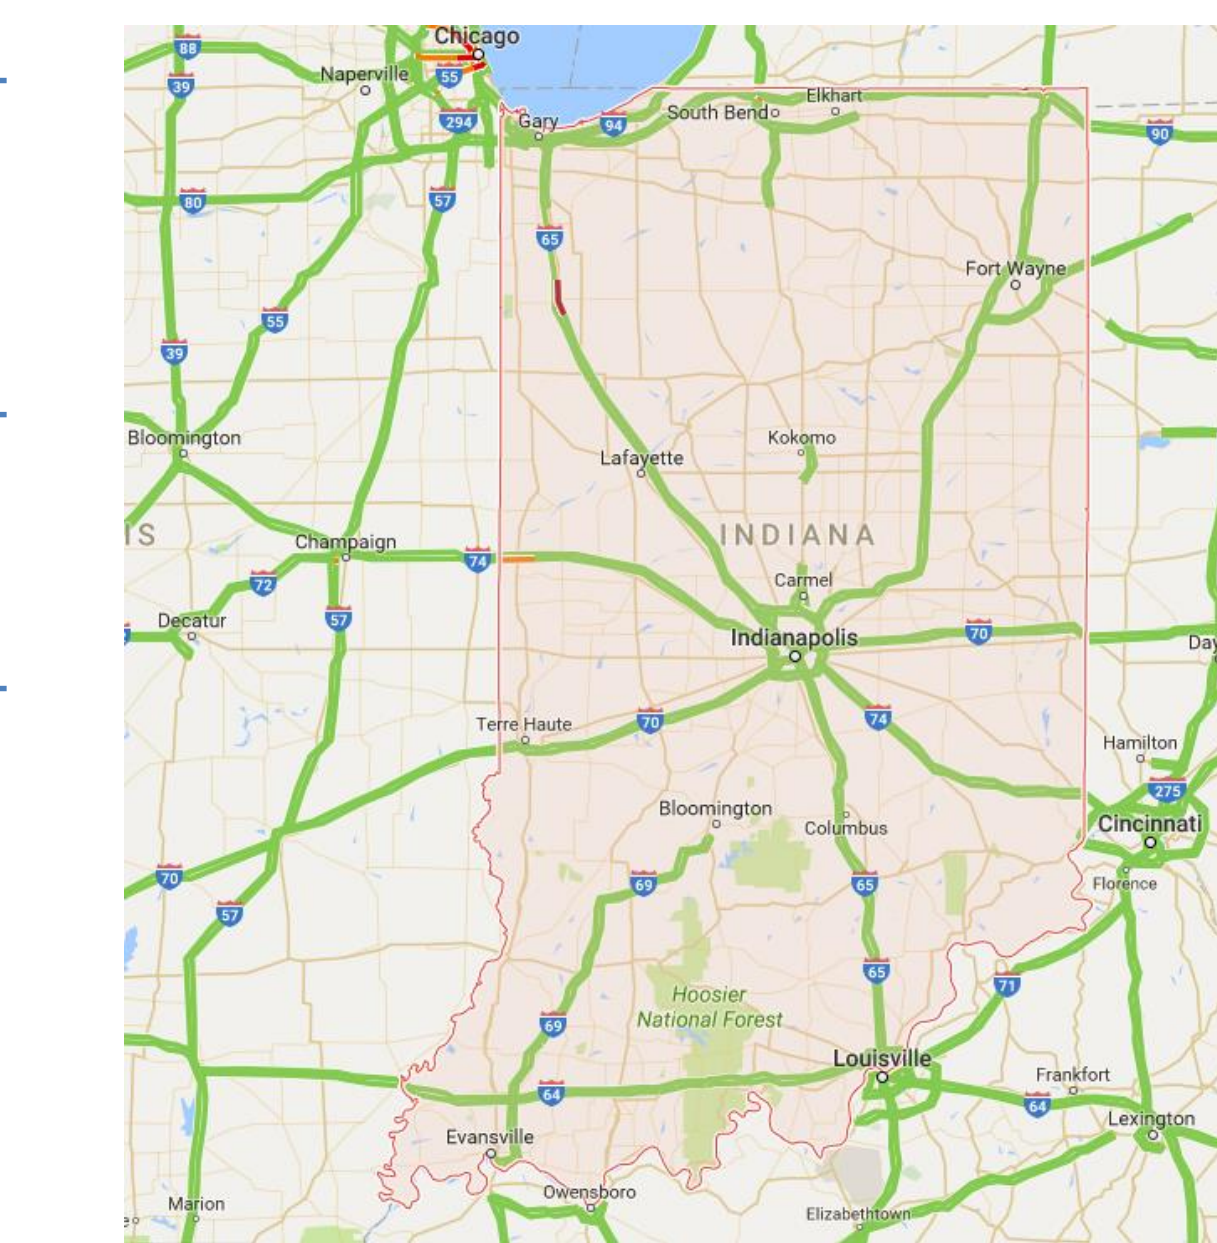 Chicago
88
Naperville
55
39
Elkhart
South Bend
294
Gary
94
90
80
57
65
Fort Wayne
55
39
Bloomington
Kokomo
Lafayette
IS
INDIANA
Champaign
74
Carmel
72
57
Decatur
Indianapolis
70
Day
Terre Haute
70
74
Hamilton
275
Bloomington
Columbus
Cincinnati
70
69
65
Florence
57
65
71
Hoosier
National Forest
69
Louisville
Frankfort
64
64
Lexington
Evansville
Owensboro
Marion
Elizabethtown
e